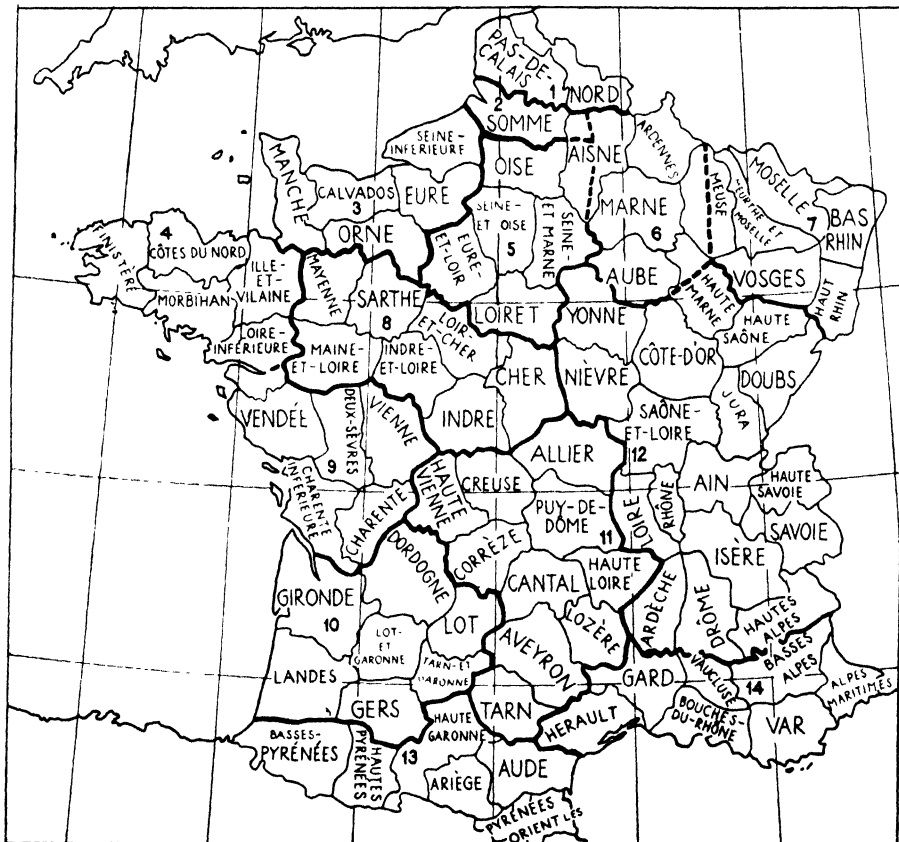 PAS-DE-
CALAIS
1
NORD
2
SOMME
SEINE-
INFÉRIEURE
OISE
AISNE
ARDENNES
MANCHE
CALVADOS
3
EURE
ORNE
SEINE-
ET OISE
5
SEINE
ET MARNE
EURE-
ET-LOIR
MARNE
6
MEUSE
MEURTHE ET
MOSELLE
MOSELLE
7
BAS
RHIN
AUBE
HAUTE
MARNE
VOSGES
HAUT
RHIN
4
FINISTÈRE
CÔTES DU NORD
MORBIHAN
ILLE-
ET-
VILAINE
LOIRE-
INFÉRIEURE
MAYENNE
SARTHE
8
LOIR-
ET-CHER
LOIRET
YONNE
MAINE-
ET-LOIRE
INDRE-
ET-LOIRE
CHER
NIÈVRE
CÔTE-D'OR
HAUTE
SAÔNE
DOUBS
JURA
VENDÉE
DEUX-SÈVRES
VIENNE
INDRE
SAÔNE-
ET-LOIRE
12
9
ALLIER
CHARENTE
INFÉRIEURE
CHARENTE
HAUTE
VIENNE
CREUSE
PUY-DE-
DÔME
11
LOIRE
RHÔNE
AIN
HAUTE
SAVOIE
SAVOIE
ISÈRE
DORDOGNE
CORRÈZE
CANTAL
HAUTE
LOIRE
ARDÈCHE
DRÔME
HAUTES
ALPES
GIRONDE
10
LOT
LOT-
ET
GARONNE
TARN-ET
GARONNE
AVEYRON
LOZÈRE
LANDES
GERS
TARN
GARD
VAUCLUSE
14
BASSES
ALPES
ALPES
MARITIMES
BOUCHES-
DU-RHÔNE
VAR
HERAULT
BASSES-
PYRÉNÉES
HAUTES
PYRÉNÉES
13
HAUTE
GARONNE
ARIÈGE
AUDE
PYRÉNÉES
ORIENTLES